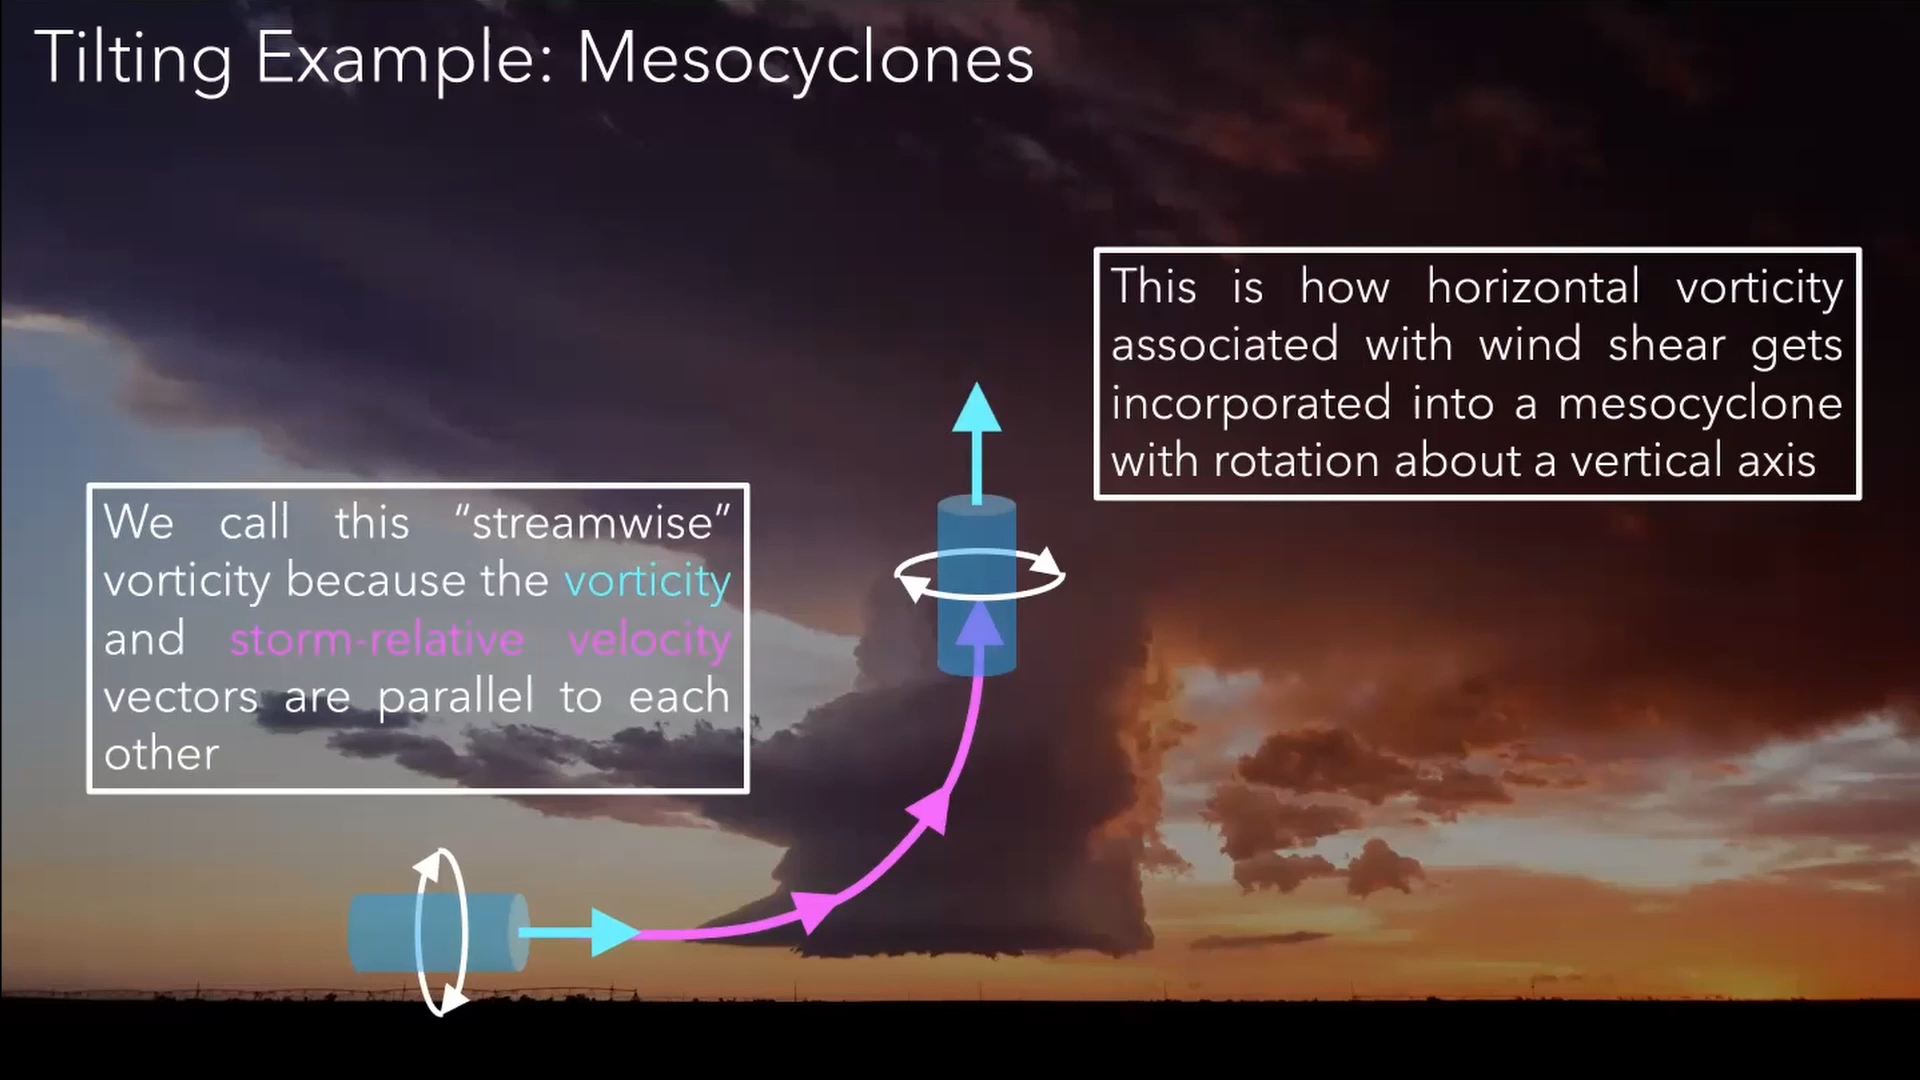 Tilting Example: Mesocyclones
This is how horizontal vorticity
associated with wind shear gets
incorporated into a mesocyclone
with rotation about a vertical axis
We call this “streamwise”
vorticity because the vorticity
and storm-relative velocity
vectors are parallel to each
other